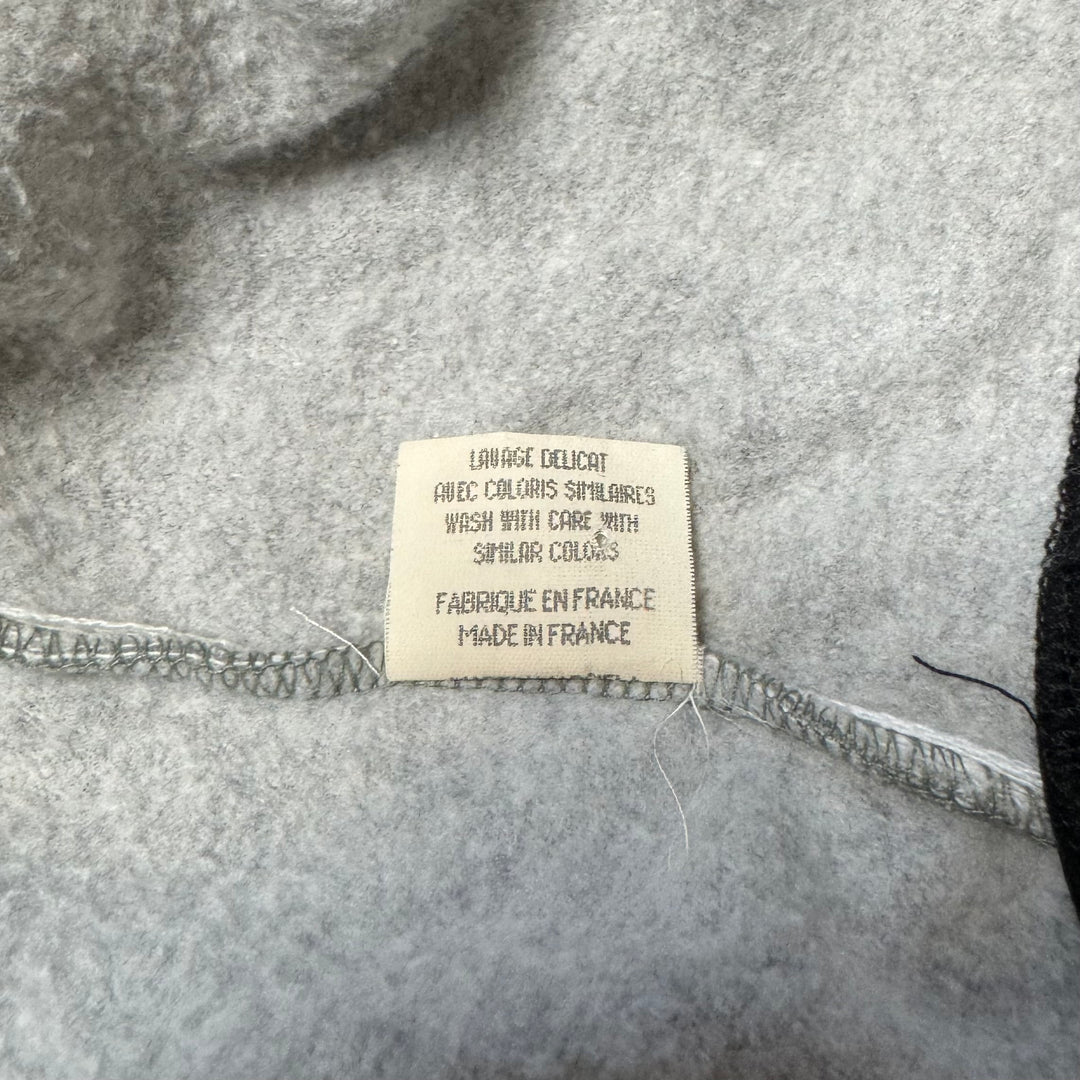 LAVAGE DELICAT
AVEC COLORIS SIMILAIRES
WASH WITH CARE WITH
SIMILAR COLORS
FABRIQUE EN FRANCE
MADE IN FRANCE